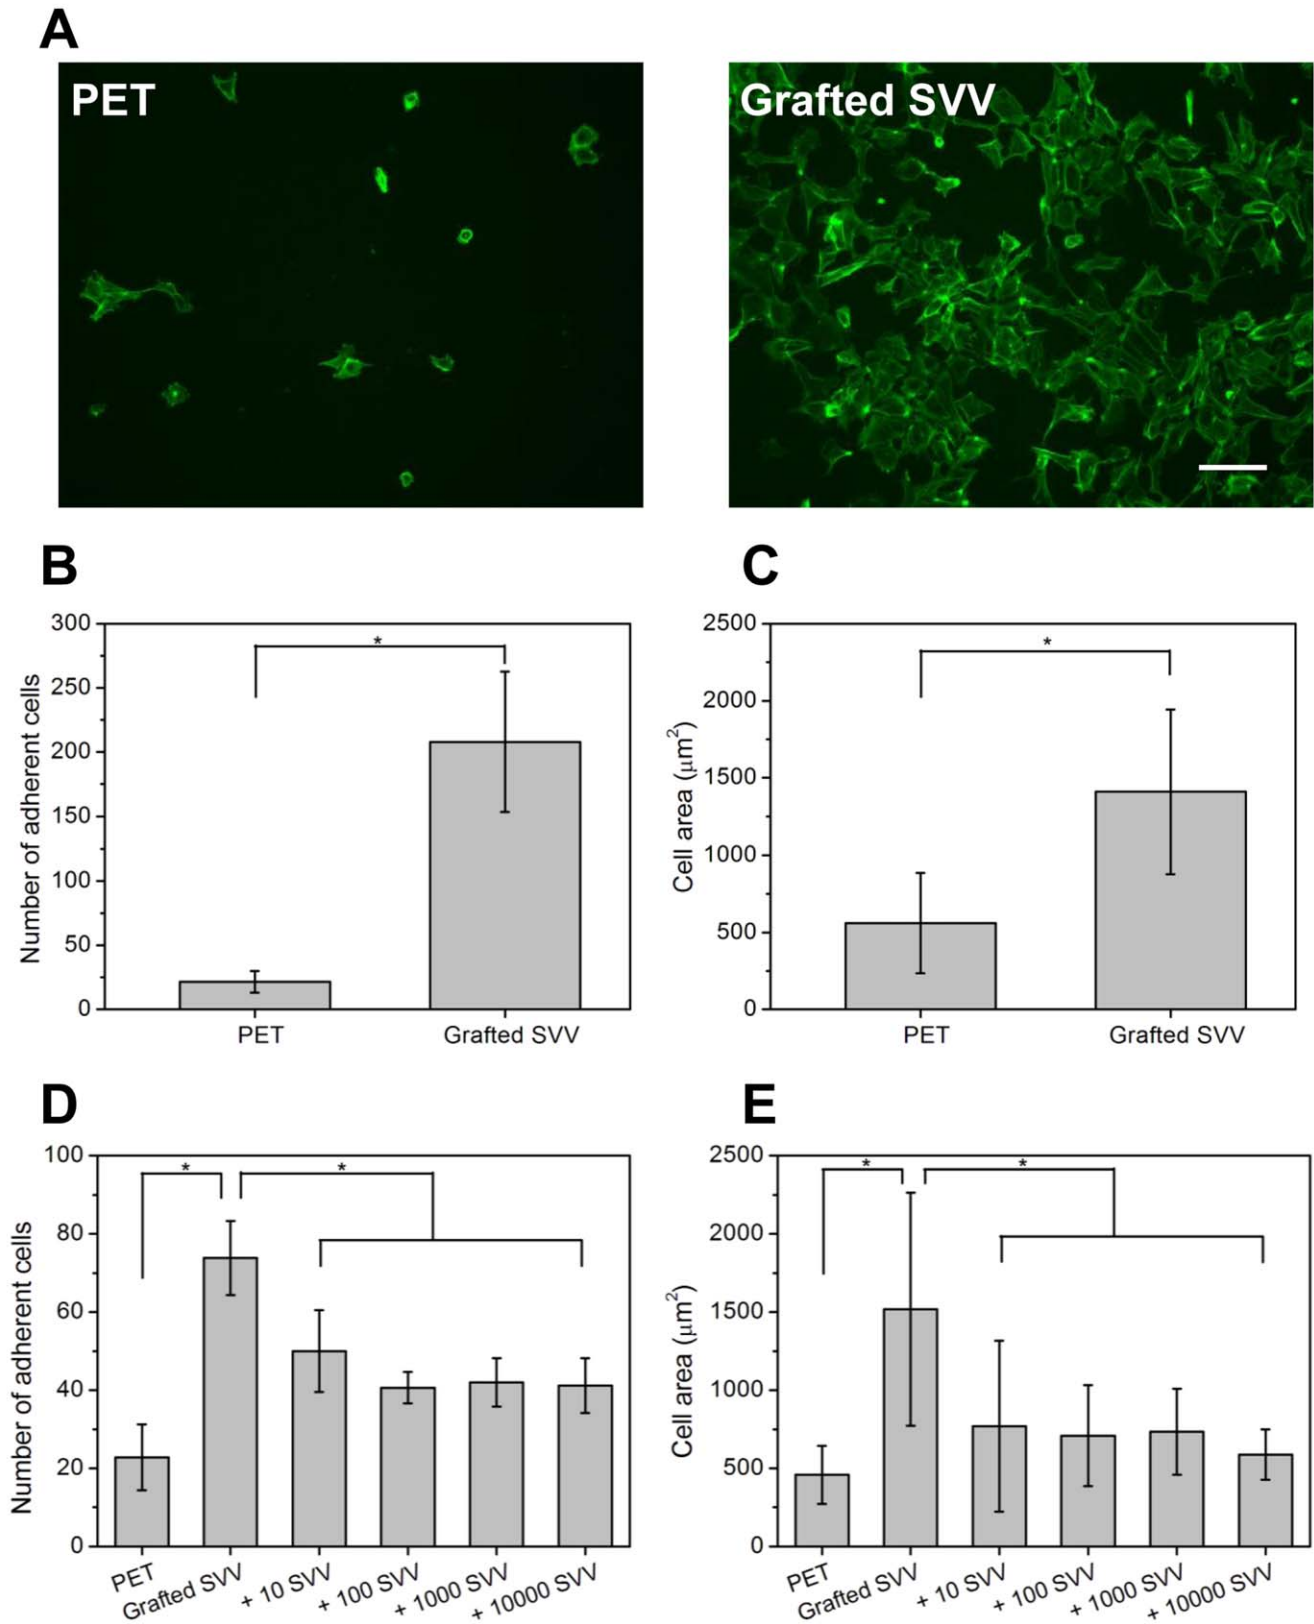 A
PET
Grafted SVV
B
C
300
250
200
150
100
50
0
Number of adherent cells
*
PET
Grafted SVV
2500
2000
1500
1000
500
0
Cell area (μm²)
*
PET
Grafted SVV
D
E
100
80
60
40
20
0
Number of adherent cells
*
*
PET
Grafted SVV
+ 10 SVV
+ 100 SVV
+ 1000 SVV
+ 10000 SVV
2500
2000
1500
1000
500
0
Cell area (μm²)
*
*
PET
Grafted SVV
+ 10 SVV
+ 100 SVV
+ 1000 SVV
+ 10000 SVV